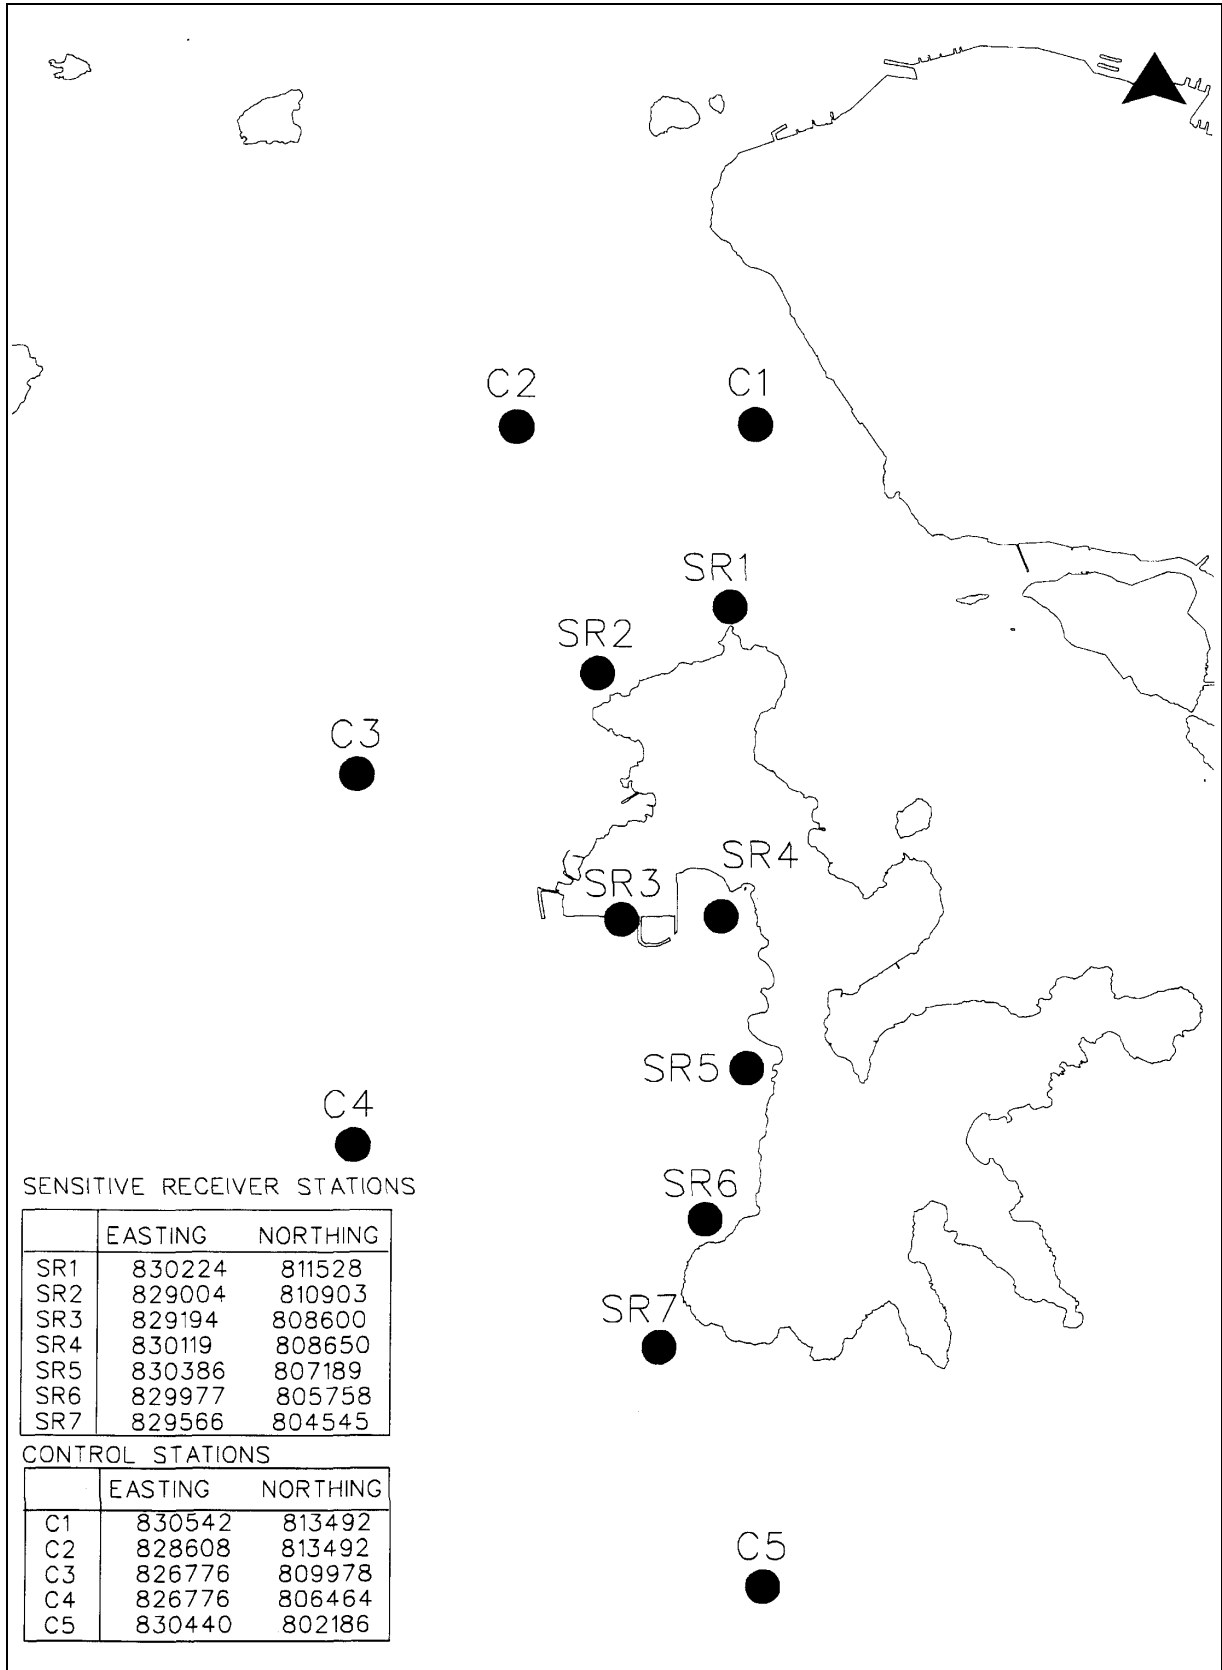 C2
C1
SR1
SR2
C3
SR4
SR3
SR5
C4
SR6
SR7
C5
SENSITIVE RECEIVER STATIONS
EASTING NORTHING
SR1 830224 811528
SR2 829004 810903
SR3 829194 808600
SR4 830119 808650
SR5 830386 807189
SR6 829977 805758
SR7 829566 804545
CONTROL STATIONS
EASTING NORTHING
C1 830542 813492
C2 828608 813492
C3 826776 809978
C4 826776 806464
C5 830440 802186